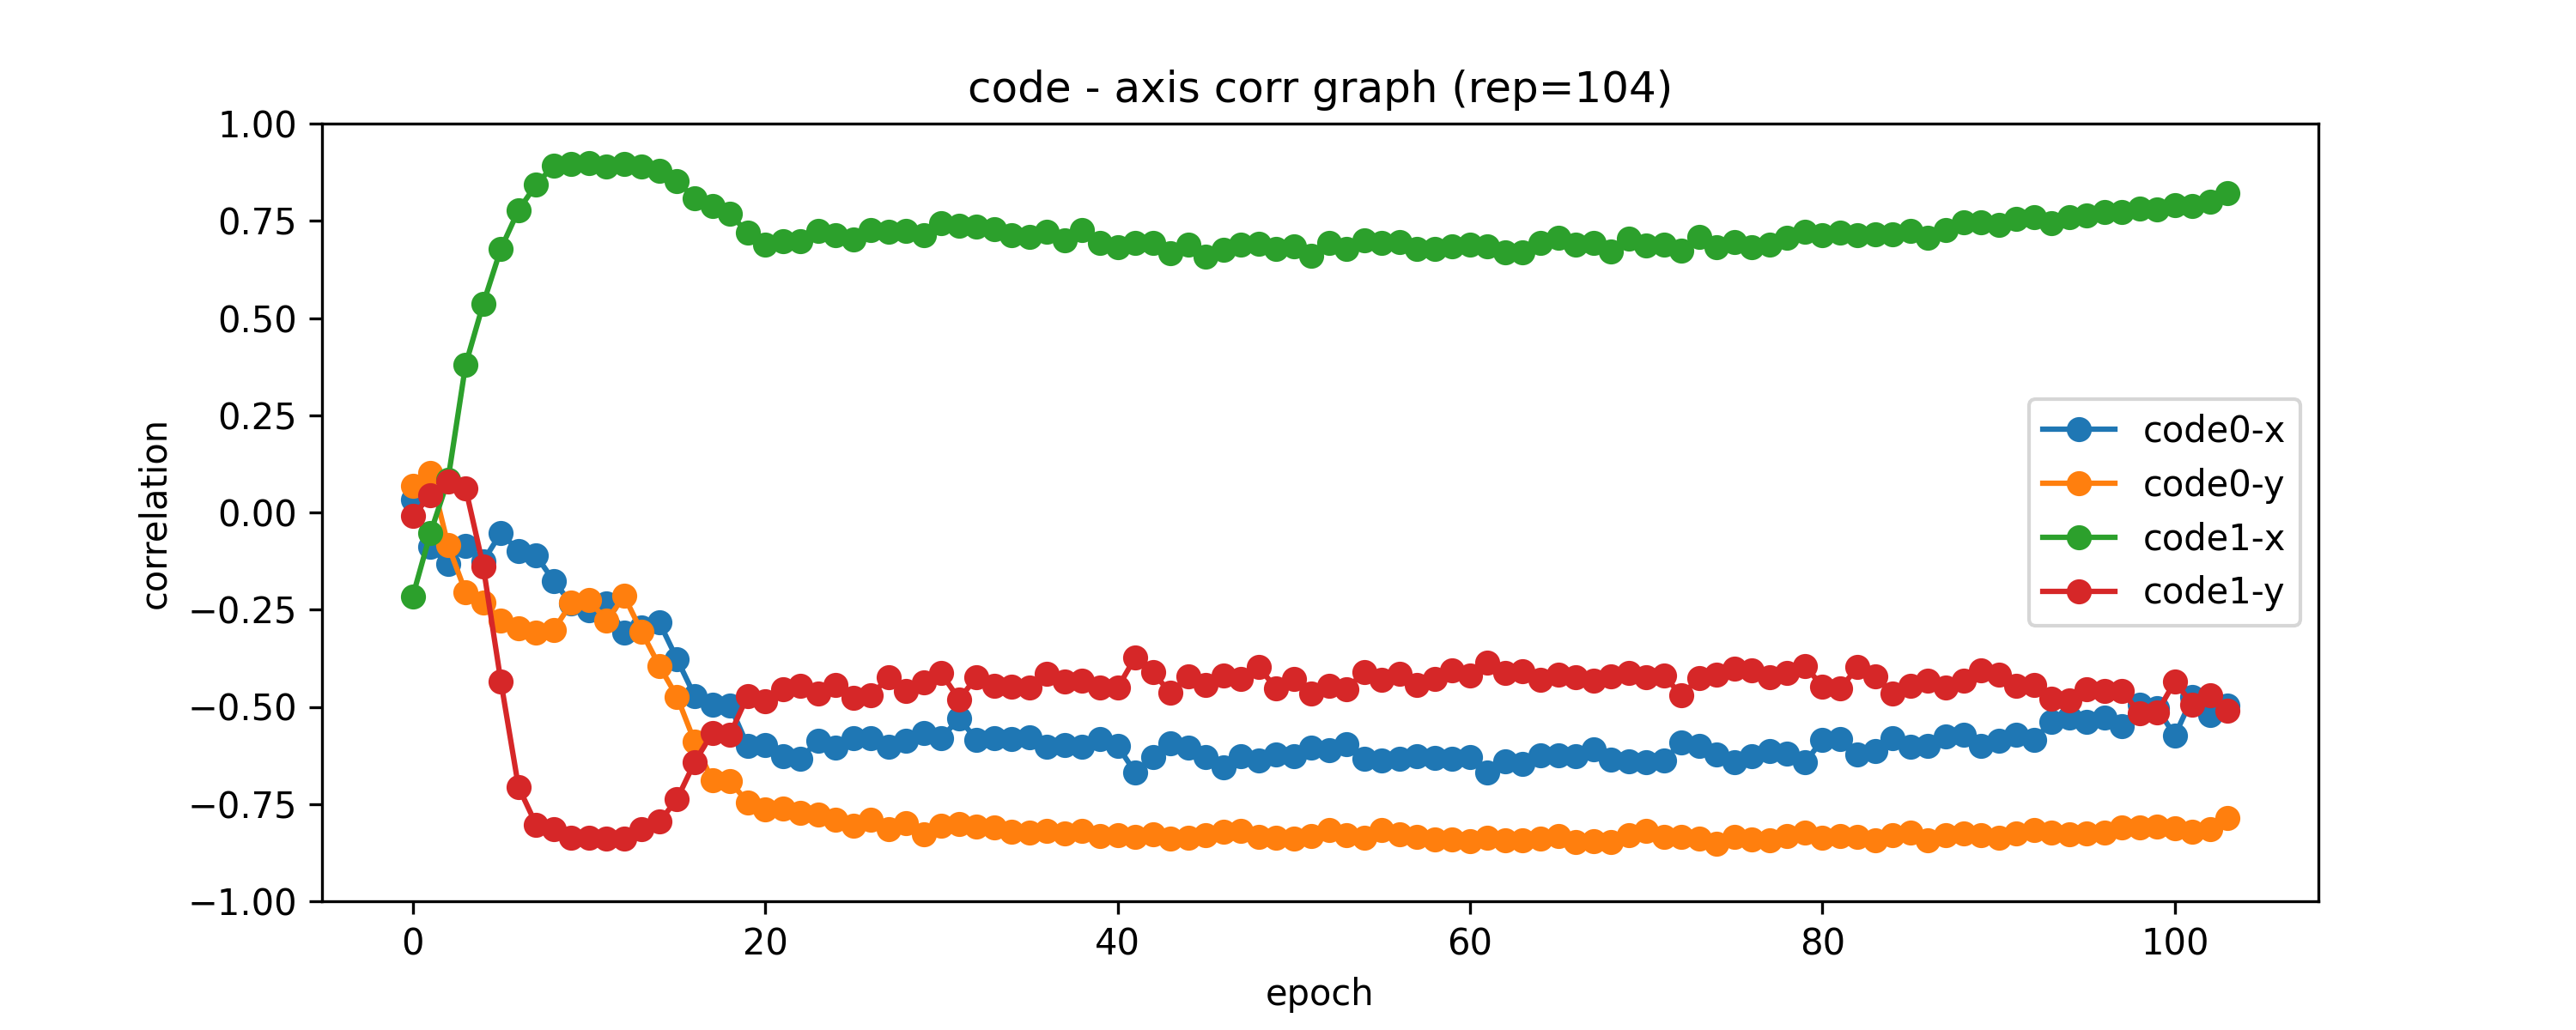 code - axis corr graph (rep=104)
1.00
0.75
0.50
0.25
0.00
−0.25
−0.50
−0.75
−1.00
correlation
code0-x
code0-y
code1-x
code1-y
0 20 40 60 80 100
epoch